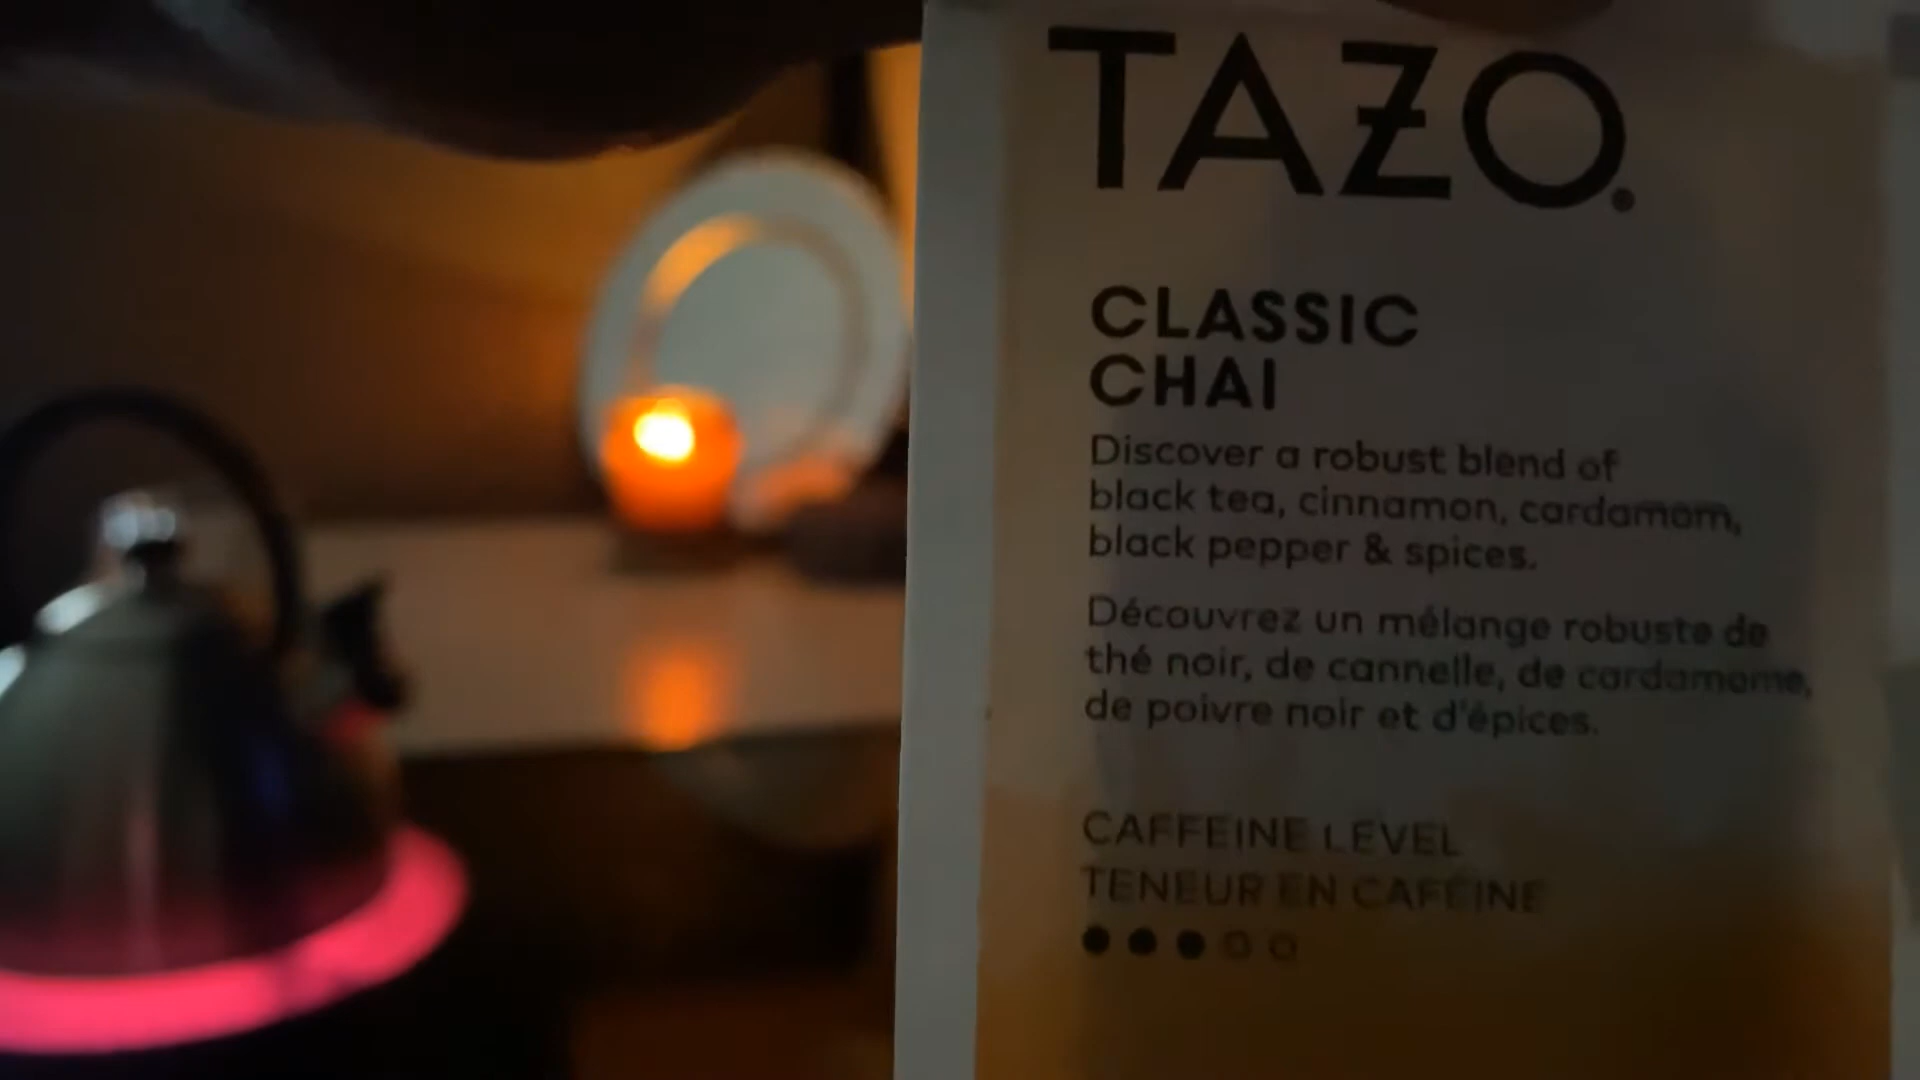 TAZO.
CLASSIC
CHAI
Discover a robust blend of
black tea, cinnamon, cardamom,
black pepper & spices.
Découvrez un mélange robuste de
thé noir, de cannelle, de cardamome,
de poivre noir et d'épices.
CAFFEINE LEVEL
TENEUR EN CAFÉINE